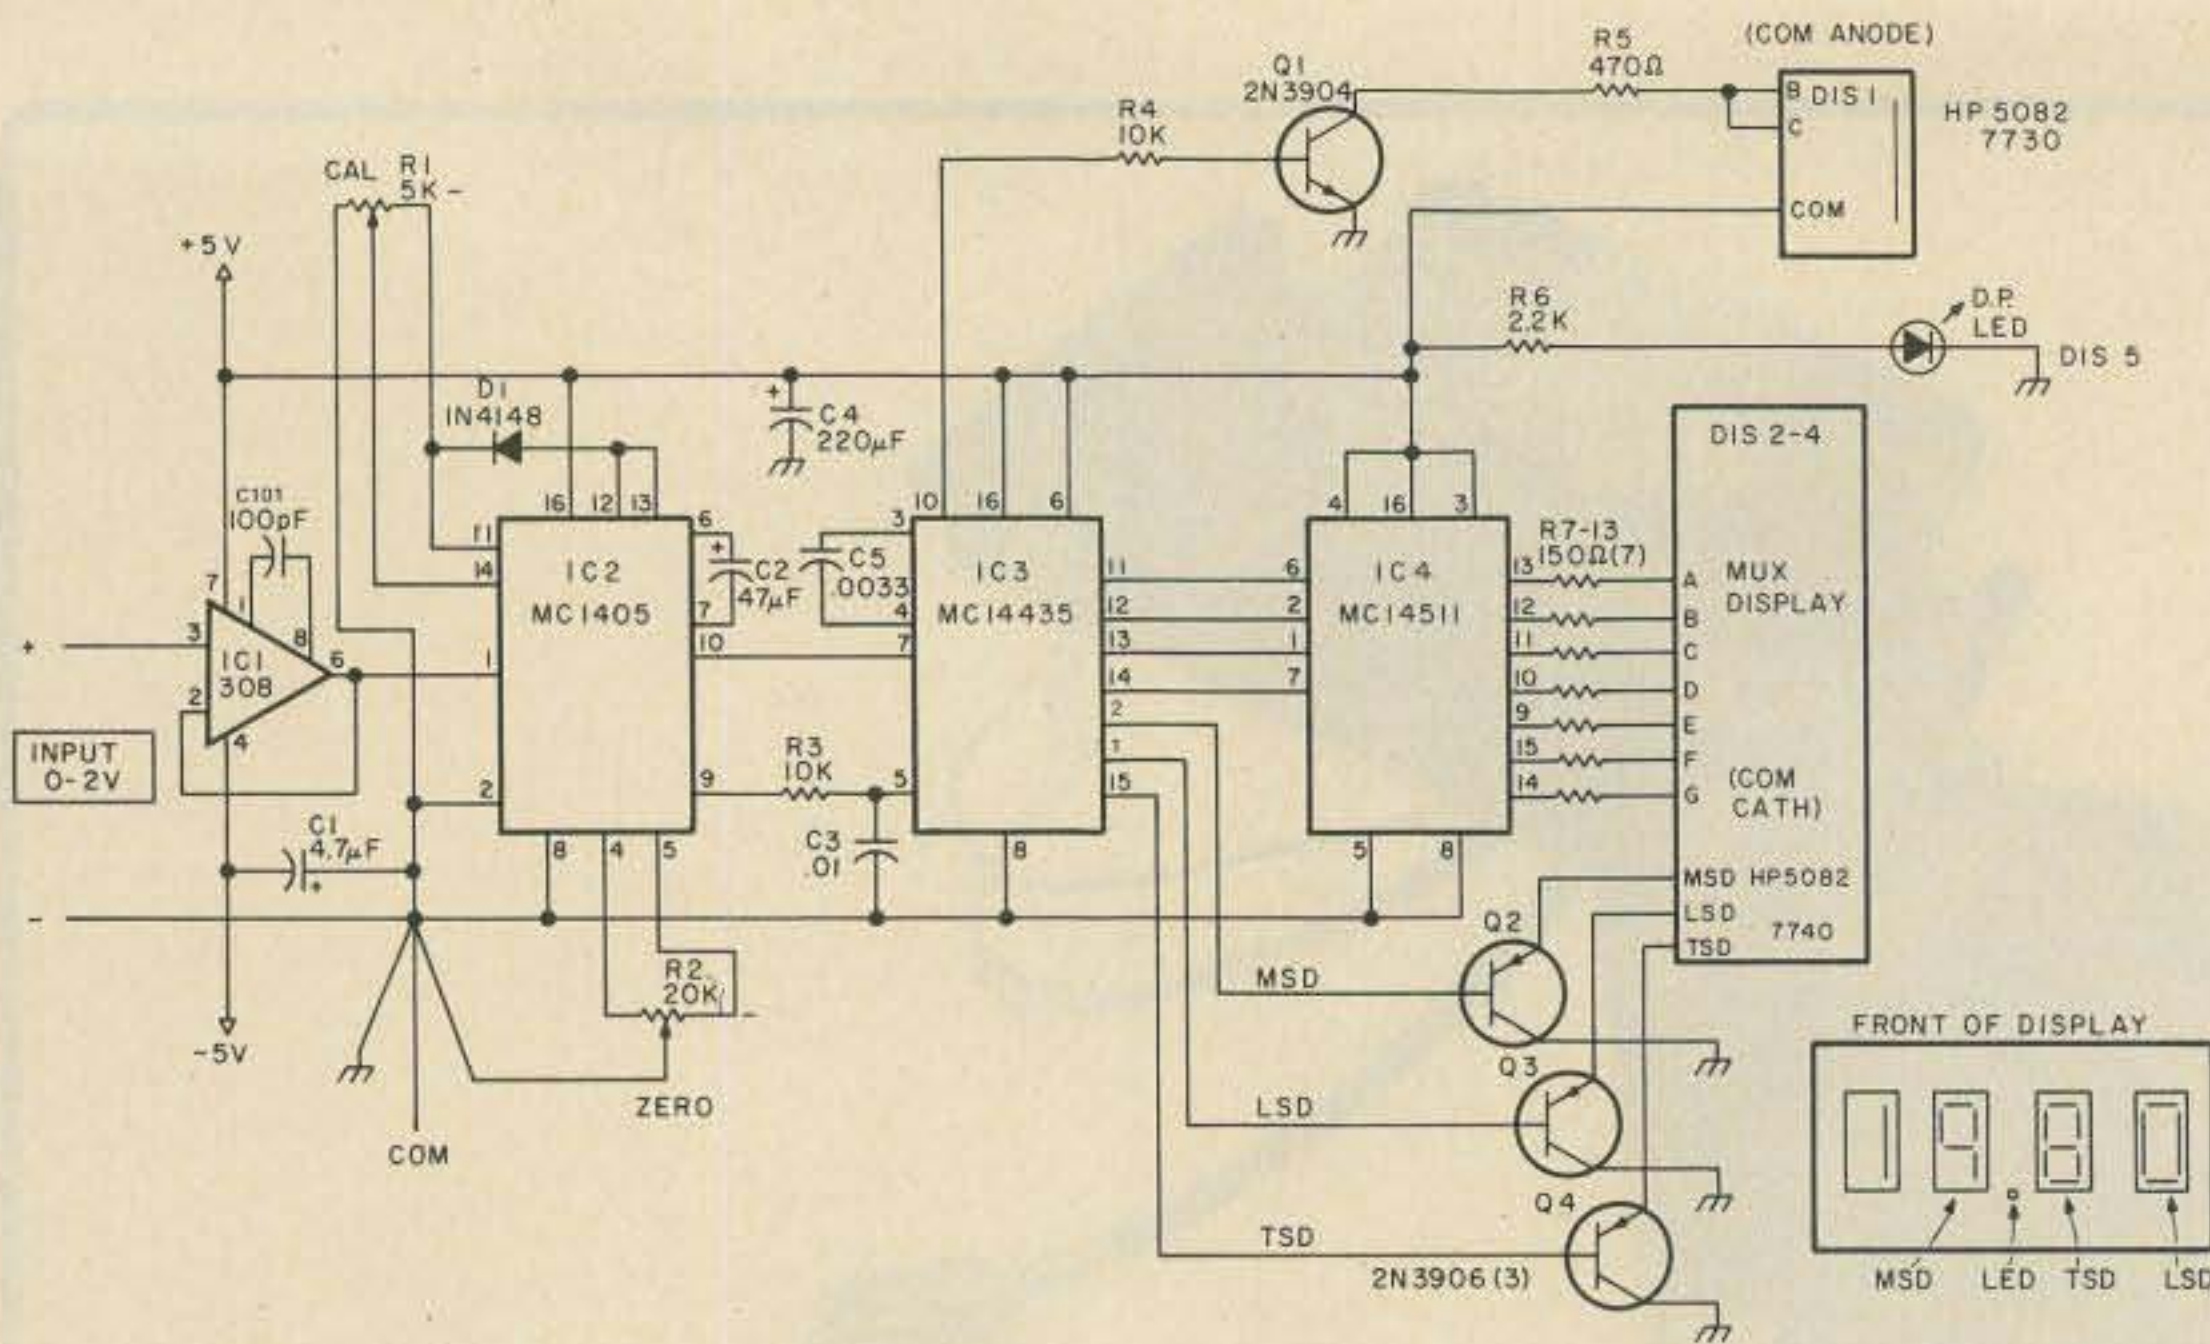 (COM ANODE)
R5
470Ω
Q1
2N3904
B DIS 1
C
COM
HP 5082
7730
R4
10K
CAL R1
5K -
+5V
R6
2.2K
D.P.
LED
DIS 5
D1
1N4148
C4
220µF
+
C101
100pF
16 12 13
10 16 6
4 16 3
DIS 2-4
MUX
DISPLAY
(COM
CATH)
A
B
C
D
E
F
G
MSD HP5082
LSD
7740
TSD
R7-13
150Ω(7)
13
12
11
10
9
15
14
IC4
MC14511
6
2
1
7
5 8
IC3
MC14435
3
4
7
5
11
12
13
14
2
1
15
8
C5
.0033
+
C2
47µF
IC2
MC1405
11
14
1
2
6
7
10
9
8 4 5
R3
10K
C3
.01
7
1
8
3
IC1
308
6
2
4
+
INPUT
0-2V
C1
4.7µF
+
-
-5V
COM
R2
20K
-
ZERO
MSD
Q2
LSD
Q3
TSD
Q4
2N3906 (3)
FRONT OF DISPLAY
1 9 8 0
MSD LED TSD LSD